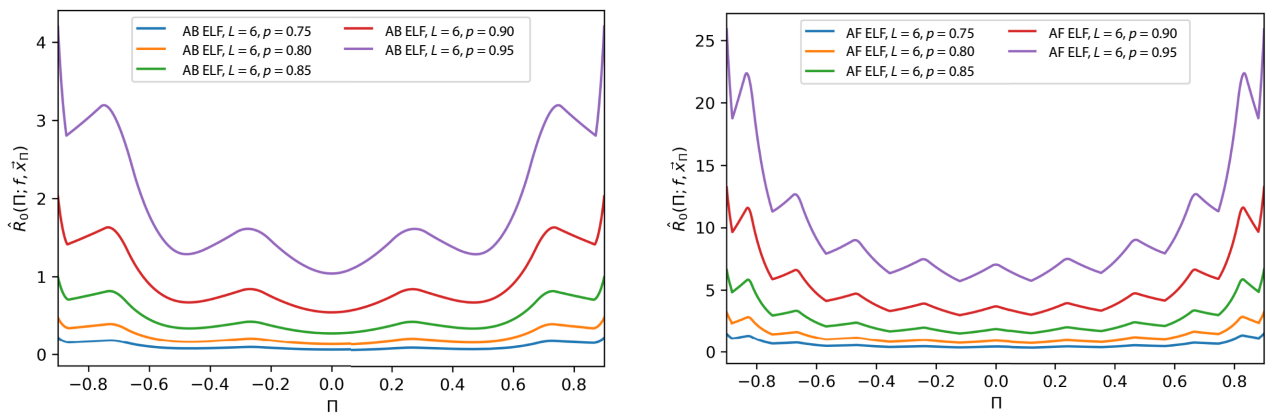 AB ELF, L = 6, p = 0.75
AB ELF, L = 6, p = 0.80
AB ELF, L = 6, p = 0.85
AB ELF, L = 6, p = 0.90
AB ELF, L = 6, p = 0.95
4
3
2
1
0
R̂₀(Π; f, x⃗_Π)
−0.8 −0.6 −0.4 −0.2 0.0 0.2 0.4 0.6 0.8
Π
AF ELF, L = 6, p = 0.75
AF ELF, L = 6, p = 0.80
AF ELF, L = 6, p = 0.85
AF ELF, L = 6, p = 0.90
AF ELF, L = 6, p = 0.95
25
20
15
10
5
0
R̂₀(Π; f, x⃗_Π)
−0.8 −0.6 −0.4 −0.2 0.0 0.2 0.4 0.6 0.8
Π